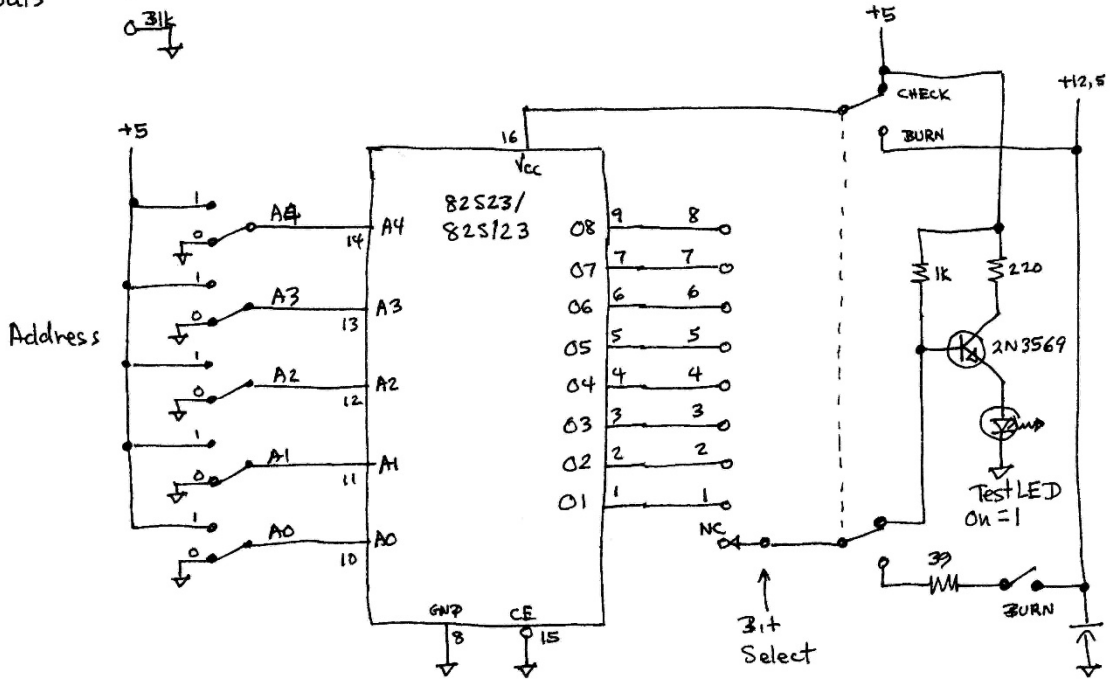 Blk
+5
+12,5
CHECK
BURN
+5
16
Vcc
82S23/
82S123
1
0
A4
14
A4
O8
9
8
1
0
A3
13
A3
O7
7
7
O6
6
6
1K
220
Address
1
0
A2
12
A2
O5
5
5
2N3569
O4
4
4
1
0
A1
11
A1
O3
3
3
O2
2
2
O1
1
1
Test LED
On = 1
1
0
A0
10
A0
NC
39
BURN
GND
8
CE
15
Bit
Select